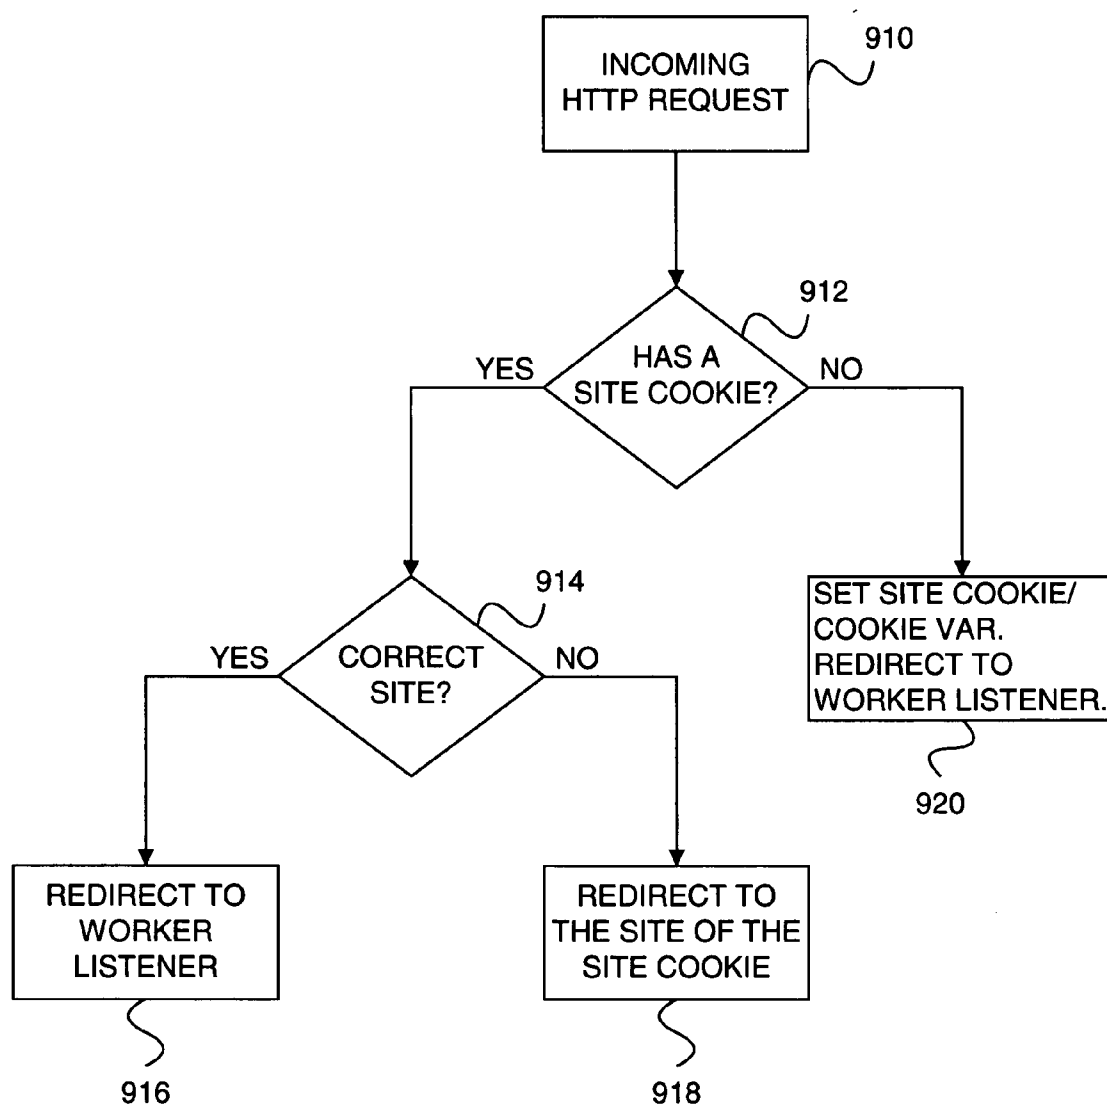 INCOMING
HTTP REQUEST
910
912
HAS A
SITE COOKIE?
YES
NO
914
CORRECT
SITE?
YES
NO
SET SITE COOKIE/
COOKIE VAR.
REDIRECT TO
WORKER LISTENER.
920
REDIRECT TO
WORKER
LISTENER
916
REDIRECT TO
THE SITE OF THE
SITE COOKIE
918